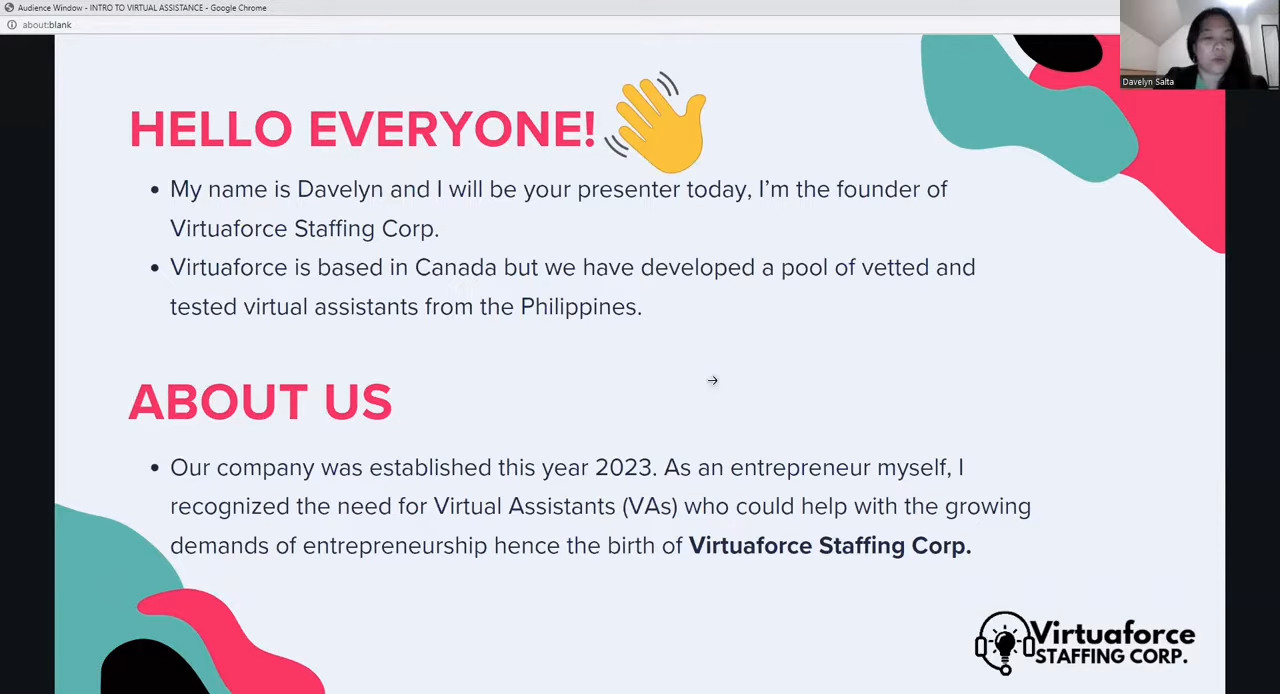 Audience Window - INTRO TO VIRTUAL ASSISTANCE - Google Chrome
about:blank
Davelyn Salta
HELLO EVERYONE!
• My name is Davelyn and I will be your presenter today, I’m the founder of
Virtuaforce Staffing Corp.
• Virtuaforce is based in Canada but we have developed a pool of vetted and
tested virtual assistants from the Philippines.
ABOUT US
• Our company was established this year 2023. As an entrepreneur myself, I
recognized the need for Virtual Assistants (VAs) who could help with the growing
demands of entrepreneurship hence the birth of Virtuaforce Staffing Corp.
Virtuaforce
STAFFING CORP.